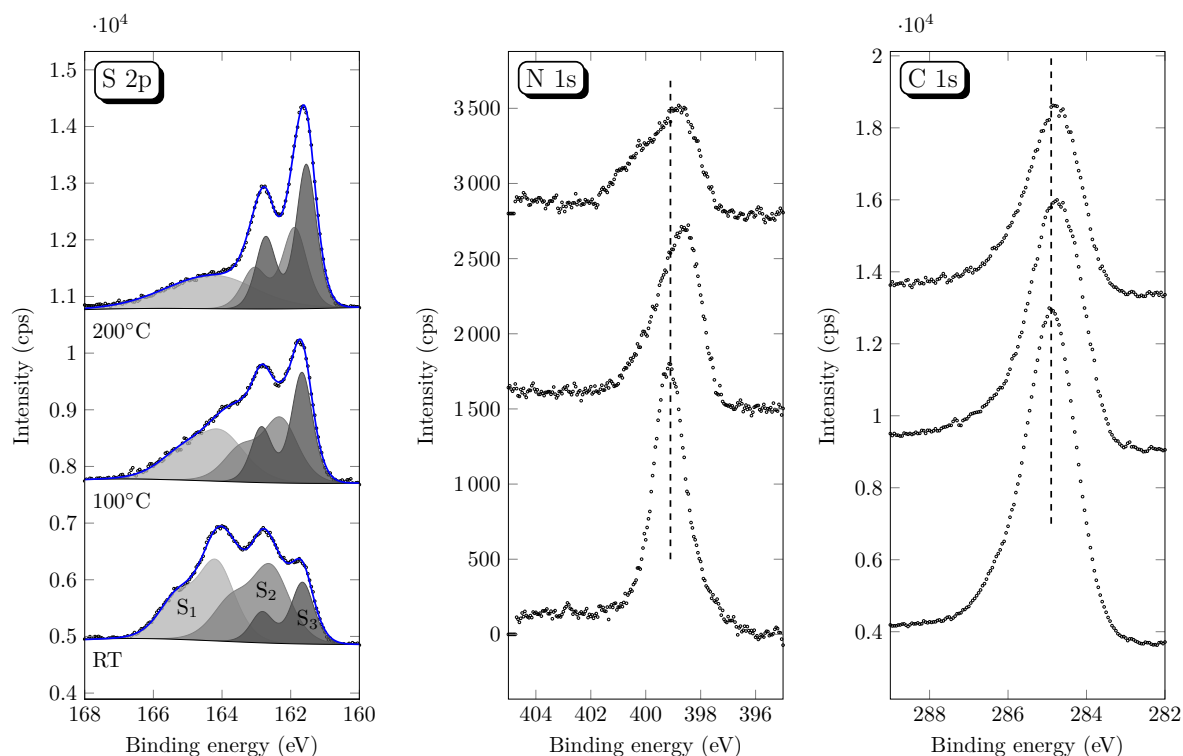 ·10⁴
S 2p
1.5
1.4
1.3
1.2
1.1
1
0.9
0.8
0.7
0.6
0.5
0.4
200°C
100°C
RT
S₁
S₂
S₃
168 166 164 162 160
Binding energy (eV)
Intensity (cps)
N 1s
3 500
3 000
2 500
2 000
1 500
1 000
500
0
404 402 400 398 396
Binding energy (eV)
Intensity (cps)
·10⁴
C 1s
2
1.8
1.6
1.4
1.2
1
0.8
0.6
0.4
288 286 284 282
Binding energy (eV)
Intensity (cps)